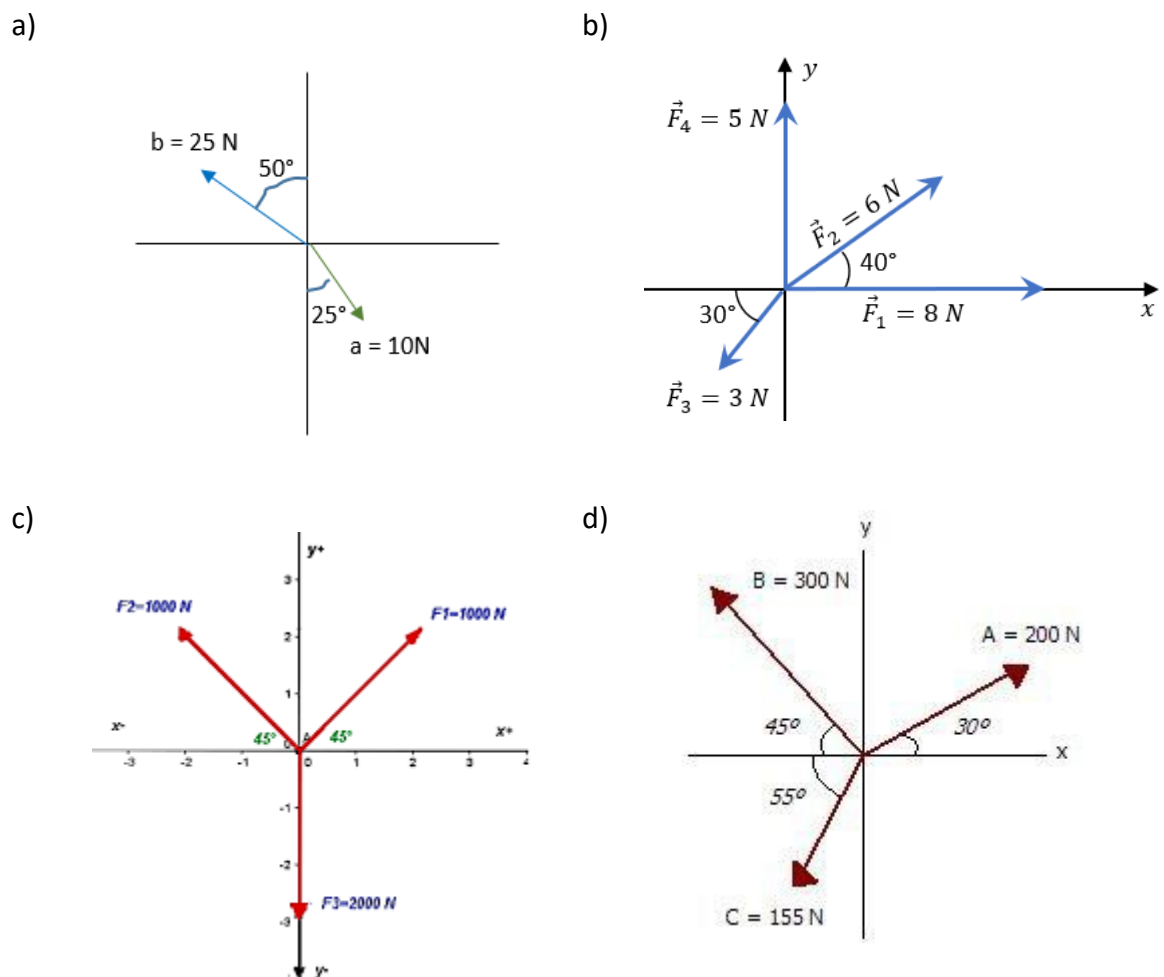 a)
b = 25 N
50°
25°
a = 10N
b)
y
F⃗₄ = 5 N
F⃗₂ = 6 N
40°
30°
F⃗₁ = 8 N
x
F⃗₃ = 3 N
c)
y+
3
F2=1000 N
F1=1000 N
2
1
x-
45°
A
45°
x+
0
-3
-2
-1
0
1
2
3
4
-1
-2
F3=2000 N
-3
y-
d)
y
B = 300 N
A = 200 N
45º
30º
x
55º
C = 155 N